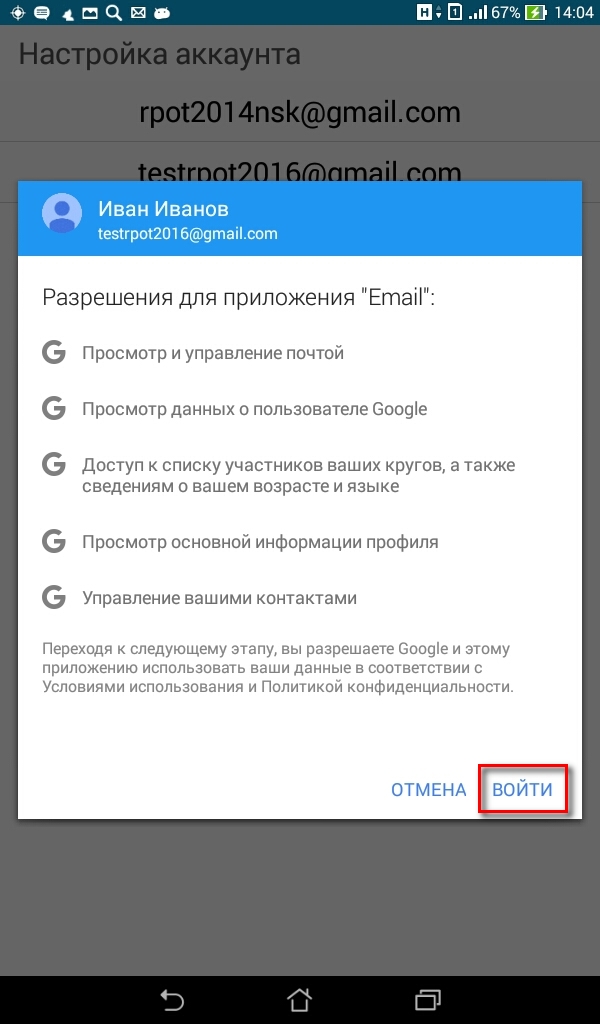 H 1 67% 14:04
Настройка аккаунта
rpot2014nsk@gmail.com
testrpot2016@gmail.com
Иван Иванов
testrpot2016@gmail.com
Разрешения для приложения "Email":
G Просмотр и управление почтой
G Просмотр данных о пользователе Google
G Доступ к списку участников ваших кругов, а также
сведениям о вашем возрасте и языке
G Просмотр основной информации профиля
G Управление вашими контактами
Переходя к следующему этапу, вы разрешаете Google и этому
приложению использовать ваши данные в соответствии с
Условиями использования и Политикой конфиденциальности.
ОТМЕНА ВОЙТИ